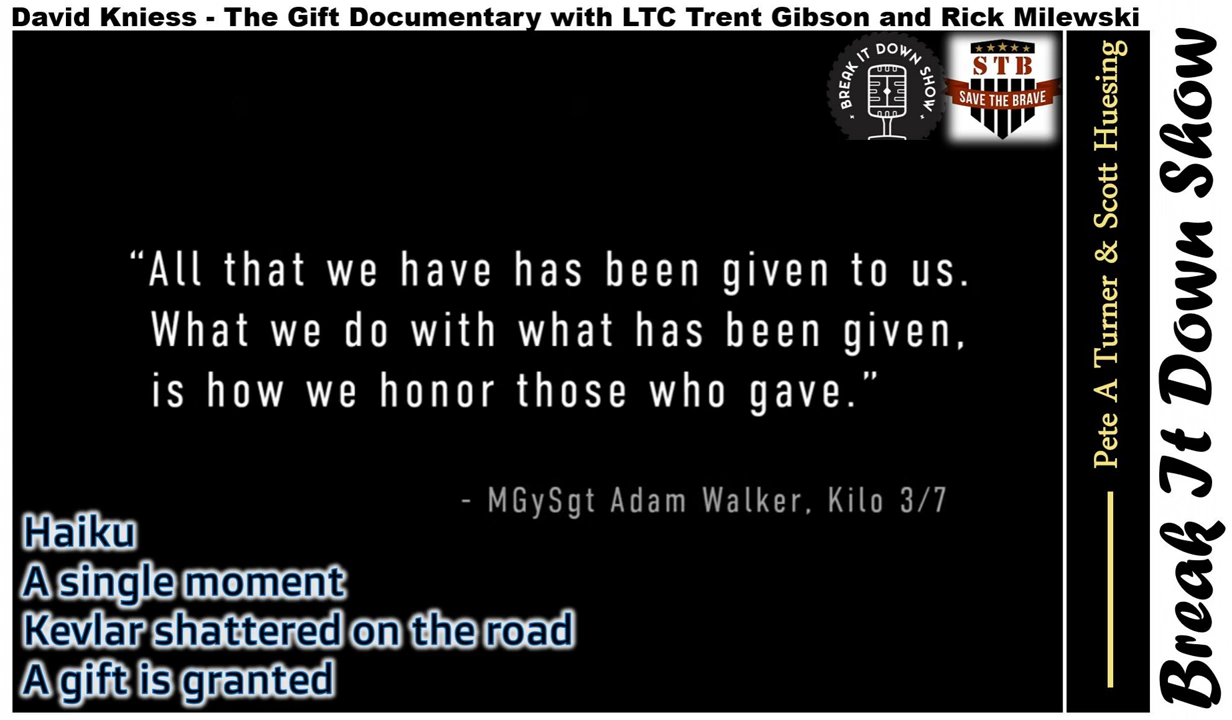 David Kniess - The Gift Documentary with LTC Trent Gibson and Rick Milewski
BREAK IT DOWN SHOW
STB
SAVE THE BRAVE
“All that we have has been given to us.
What we do with what has been given,
is how we honor those who gave.”
- MGySgt Adam Walker, Kilo 3/7
Haiku
A single moment
Kevlar shattered on the road
A gift is granted
Pete A Turner & Scott Huesing
Break It Down Show